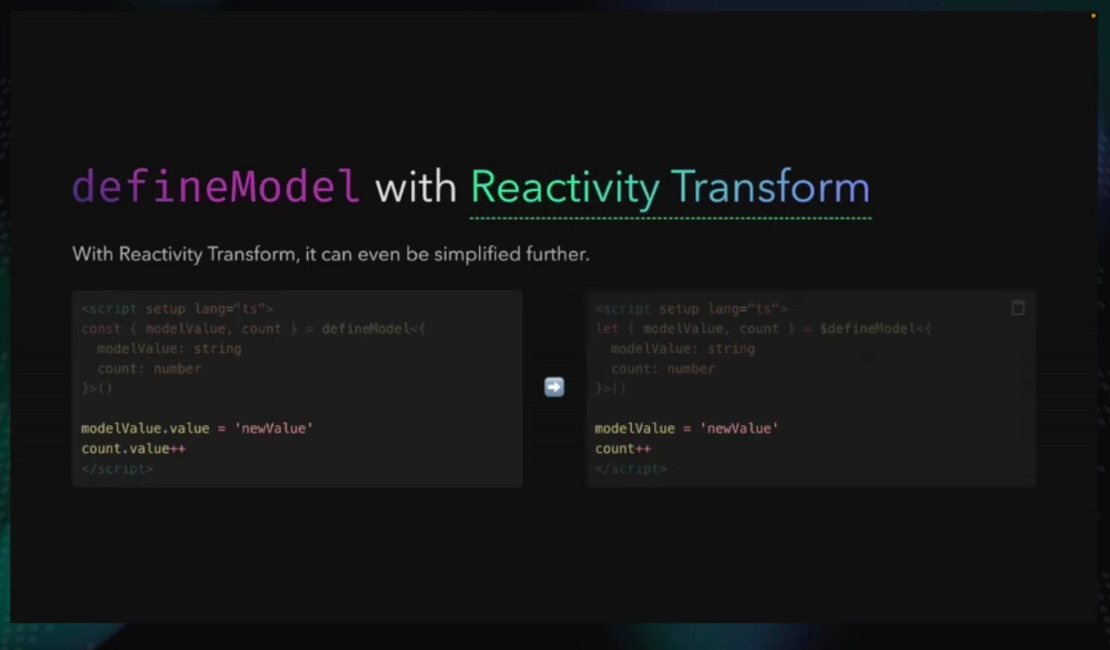 defineModel with Reactivity Transform
With Reactivity Transform, it can even be simplified further.
<script setup lang="ts">
const { modelValue, count } = defineModel<{
  modelValue: string
  count: number
}>()

modelValue.value = 'newValue'
count.value++
</script>
<script setup lang="ts">
let { modelValue, count } = $defineModel<{
  modelValue: string
  count: number
}>()

modelValue = 'newValue'
count++
</script>